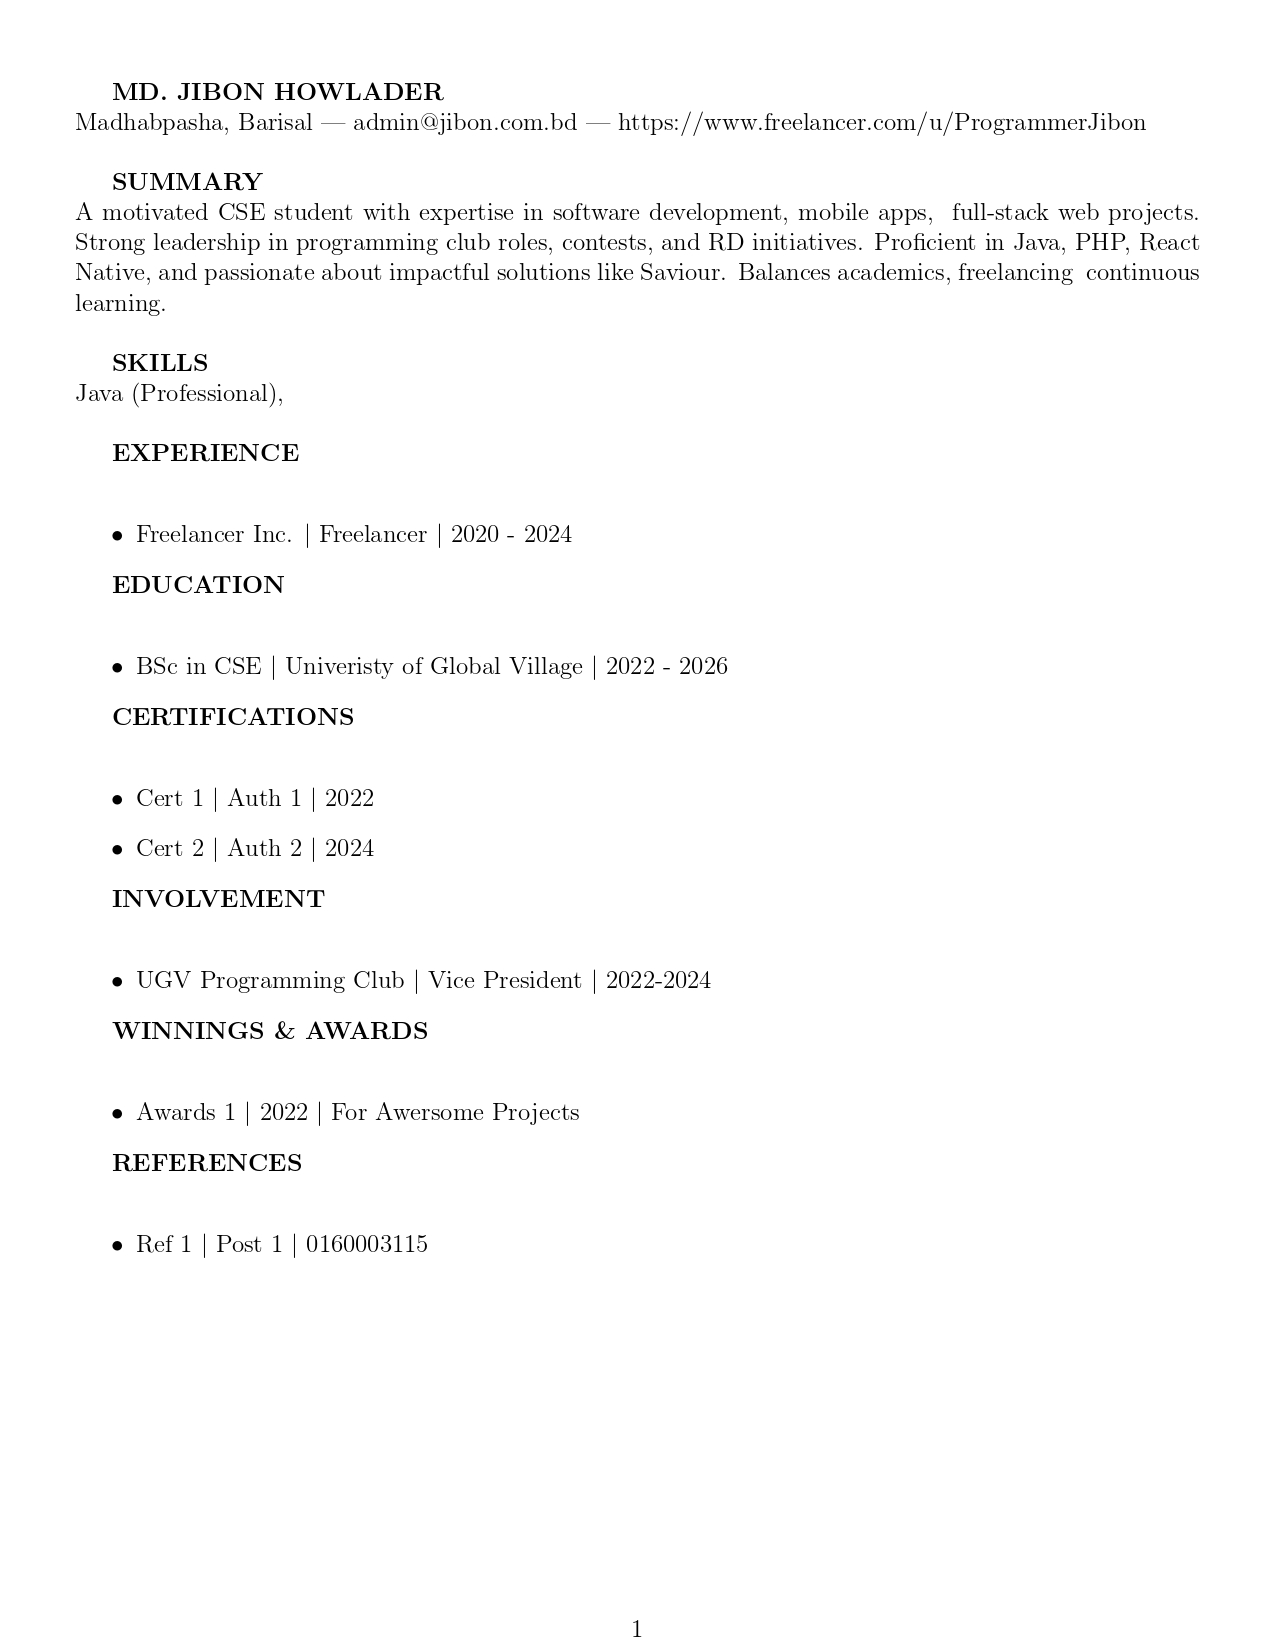 MD. JIBON HOWLADER
Madhabpasha, Barisal — admin@jibon.com.bd — https://www.freelancer.com/u/ProgrammerJibon
SUMMARY
A motivated CSE student with expertise in software development, mobile apps,  full-stack web projects.
Strong leadership in programming club roles, contests, and RD initiatives. Proficient in Java, PHP, React
Native, and passionate about impactful solutions like Saviour. Balances academics, freelancing  continuous
learning.
SKILLS
Java (Professional),
EXPERIENCE
• Freelancer Inc. | Freelancer | 2020 - 2024
EDUCATION
• BSc in CSE | Univeristy of Global Village | 2022 - 2026
CERTIFICATIONS
• Cert 1 | Auth 1 | 2022
• Cert 2 | Auth 2 | 2024
INVOLVEMENT
• UGV Programming Club | Vice President | 2022-2024
WINNINGS & AWARDS
• Awards 1 | 2022 | For Awersome Projects
REFERENCES
• Ref 1 | Post 1 | 0160003115
1